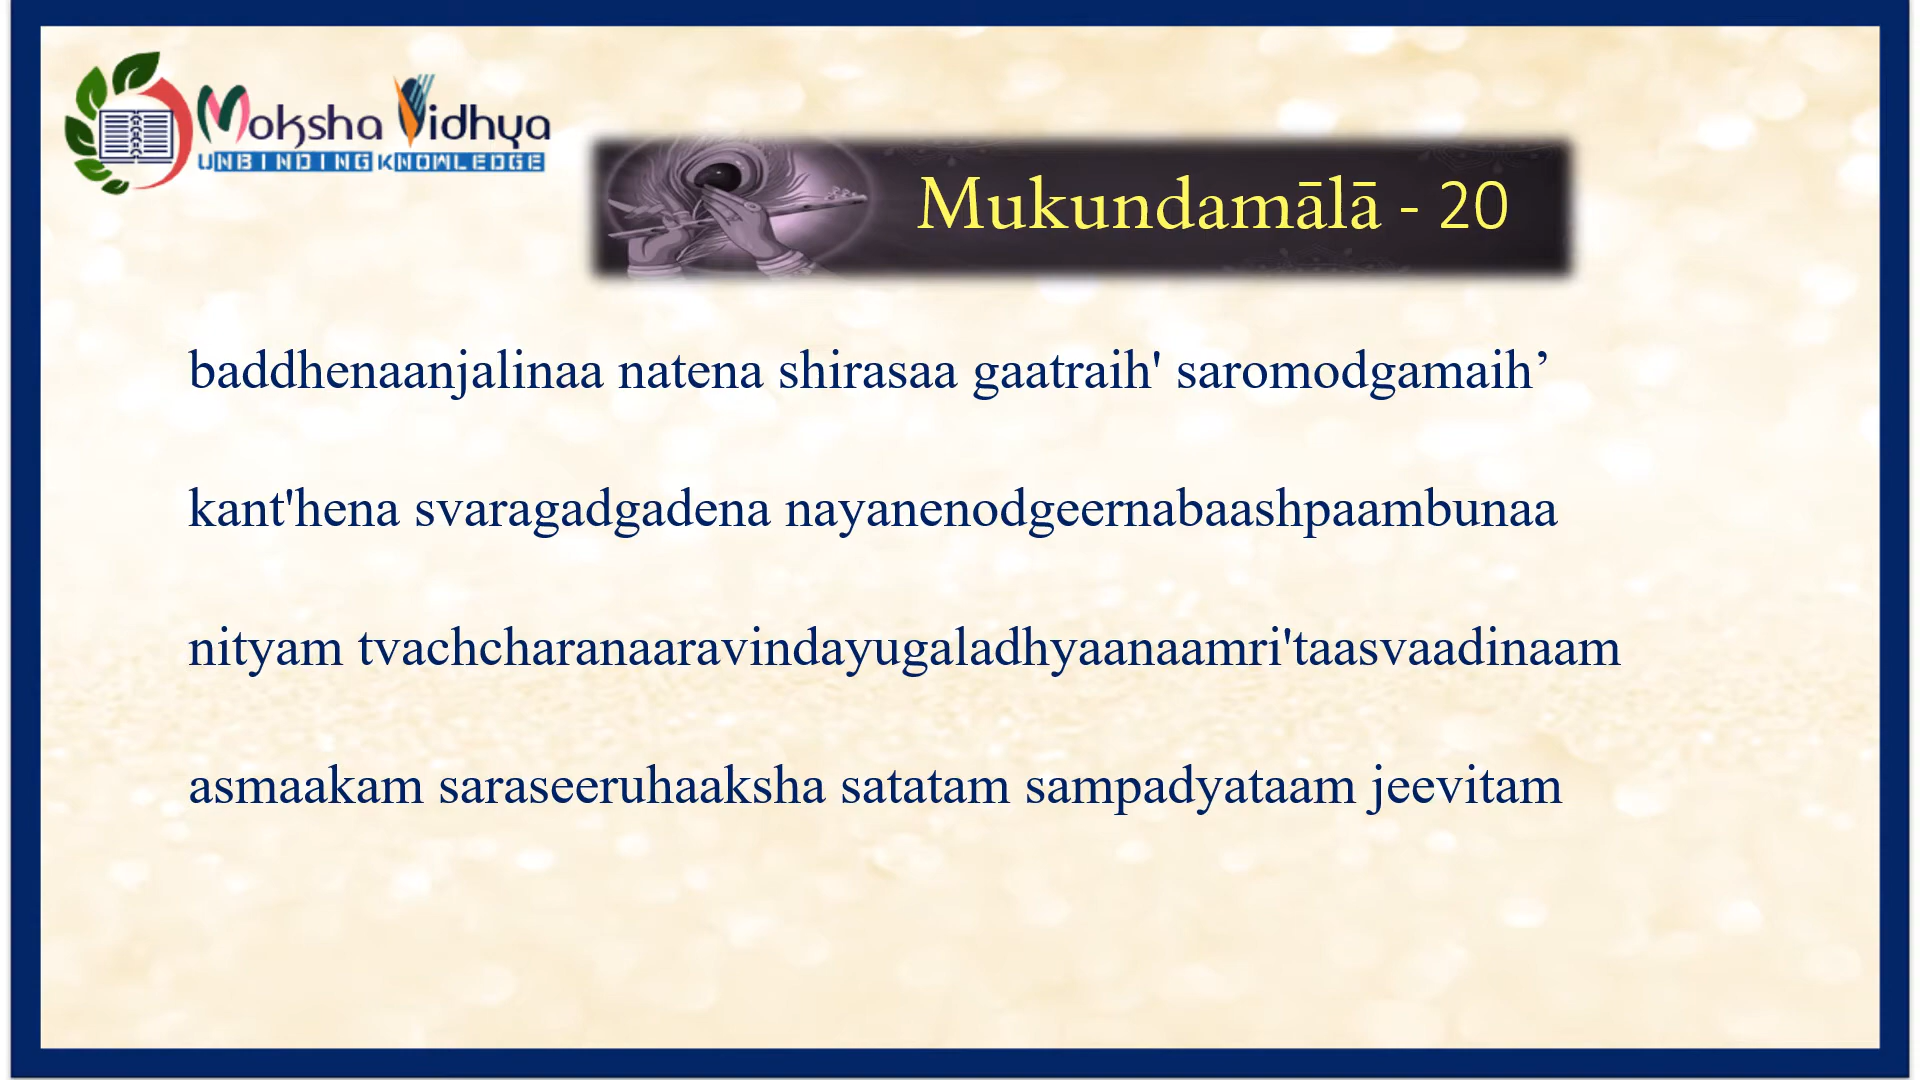 Moksha Vidhya
UNBINDING KNOWLEDGE
Mukundamālā - 20
baddhenaanjalinaa natena shirasaa gaatraih' saromodgamaih’
kant'hena svaragadgadena nayanenodgeernabaashpaambunaa
nityam tvachcharanaaravindayugaladhyaanaamri'taasvaadinaam
asmaakam saraseeruhaaksha satatam sampadyataam jeevitam